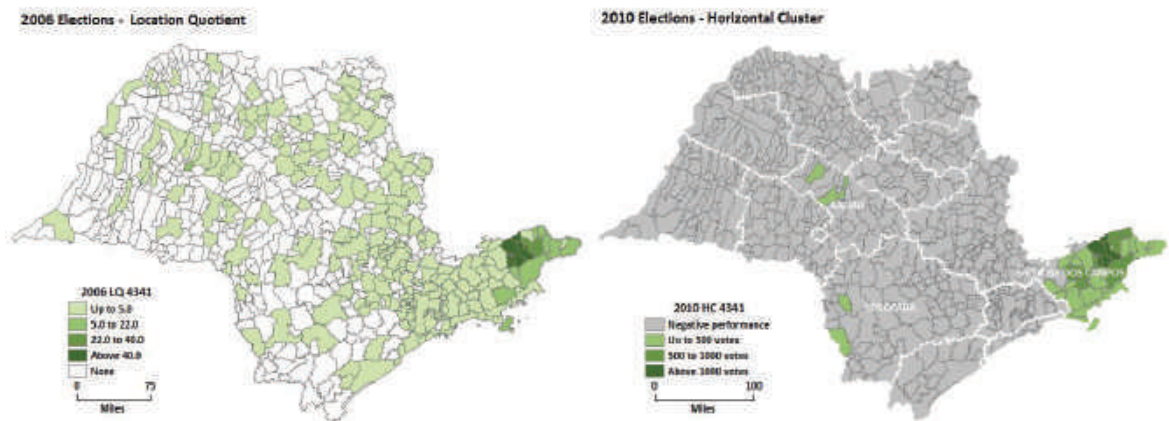 2006 Elections - Location Quotient
2006 LQ 4341
Up to 5.0
5.0 to 22.0
22.0 to 40.0
Above 40.0
None
0 75
Miles
2010 Elections - Horizontal Cluster
DOS CAMPOS
2010 HC 4341
Negative performance
Up to 500 votes
500 to 1000 votes
Above 1000 votes
0 100
Miles